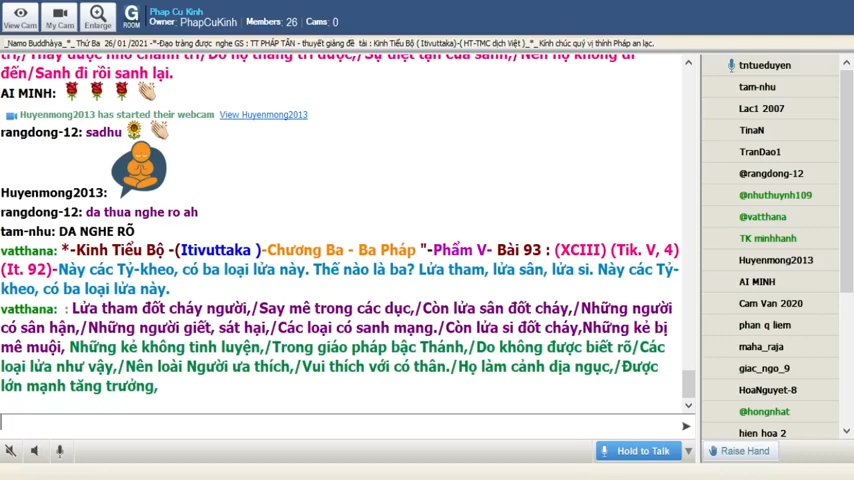 Phap Cu Kinh
Owner: PhapCuKinh Members: 26 Cams: 0
View Cam My Cam Enlarge G ROOM
_Namo Buddhàya_*_ Thứ Ba 26/ 01 /2021 -*-Đạo tràng được nghe GS : TT PHÁP TÂN - thuyết giảng đề tài : Kinh Tiểu Bộ ( Itivuttaka)-( HT-TMC dịch Việt )_*_ Kính chúc quý vị thính Pháp an lạc.
đến/Sanh đi rồi sanh lại.
AI MINH:
Huyenmong2013 has started their webcam View Huyenmong2013
rangdong-12: sadhu
Huyenmong2013:
rangdong-12: da thua nghe ro ah
tam-nhu: DA NGHE RÕ
vatthana: *-Kinh Tiểu Bộ -(Itivuttaka )-Chương Ba - Ba Pháp "-Phẩm V- Bài 93 : (XCIII) (Tik. V, 4)
(It. 92)-Này các Tỷ-kheo, có ba loại lửa này. Thế nào là ba? Lửa tham, lửa sân, lửa si. Này các Tỷ-
kheo, có ba loại lửa này.
vatthana: : Lửa tham đốt cháy người,/Say mê trong các dục,/Còn lửa sân đốt cháy,/Những người
có sân hận,/Những người giết, sát hại,/Các loại có sanh mạng./Còn lửa si đốt cháy,Những kẻ bị
mê muội, Những kẻ không tinh luyện,/Trong giáo pháp bậc Thánh,/Do không được biết rõ/Các
loại lửa như vậy,/Nên loài Người ưa thích,/Vui thích với có thân./Họ làm cảnh địa ngục,/Được
lớn mạnh tăng trưởng,
Hold to Talk
tntueduyen
tam-nhu
Lac1 2007
TinaN
TranDao1
@rangdong-12
@nhuthuynh109
@vatthana
TK minhhanh
Huyenmong2013
AI MINH
Cam Van 2020
phan q liem
maha_raja
giac_ngo_9
HoaNguyet-8
@hongnhat
hien hoa 2
Raise Hand